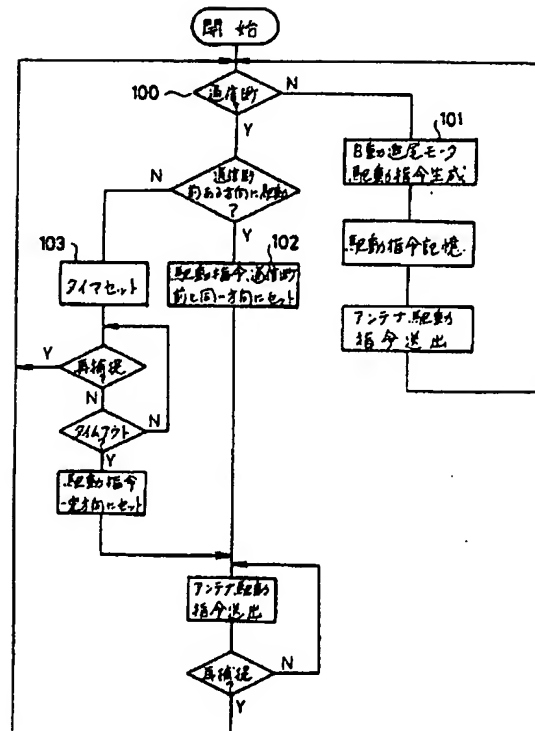 開始
100
通信断
?
N
Y
101
自動追尾モータ
駆動指令生成
駆動指令記憶
アンテナ駆動
指令送出
通信断
前ある方向に駆動
?
N
Y
102
駆動指令、通信断
前と同一方向にセット
103
タイマセット
再捕捉
?
Y
N
タイムアウト
?
N
Y
駆動指令
一定方向にセット
アンテナ駆動
指令送出
再捕捉
?
N
Y